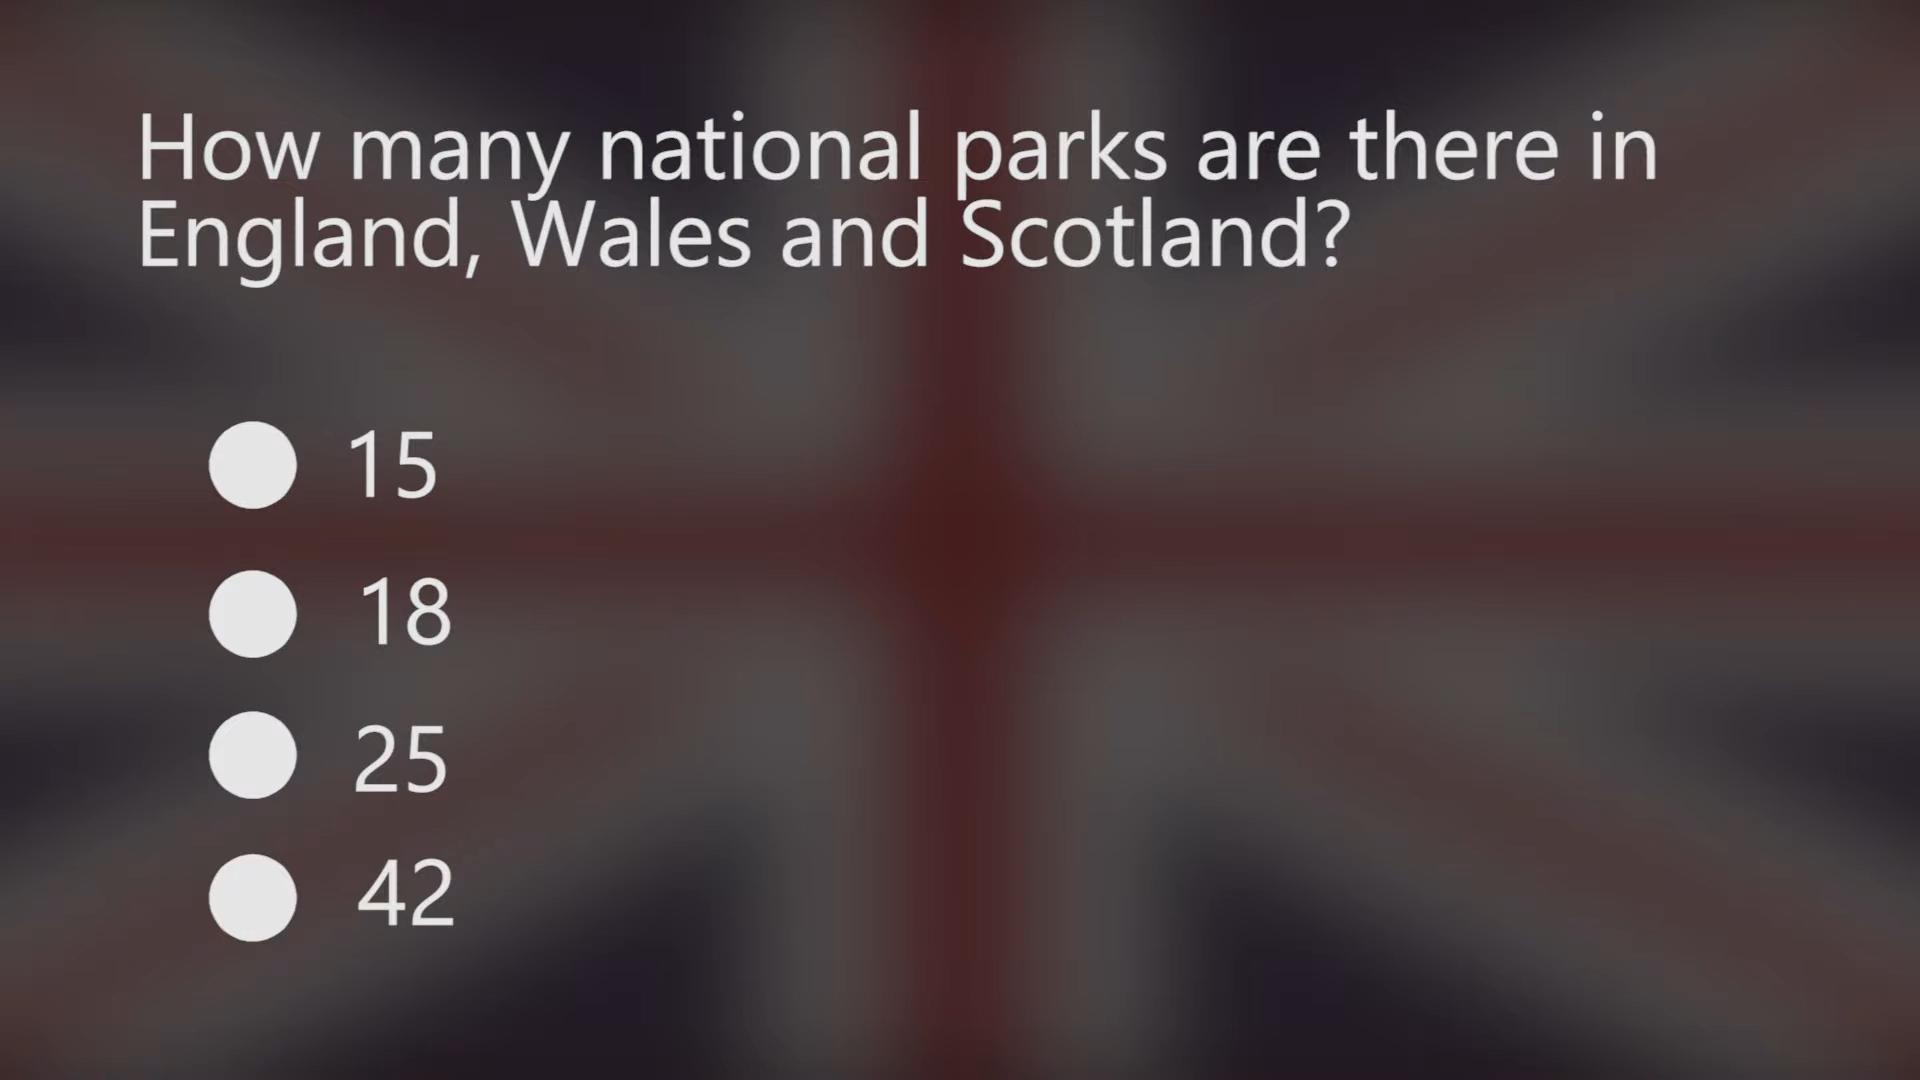 How many national parks are there in
England, Wales and Scotland?
15
18
25
42